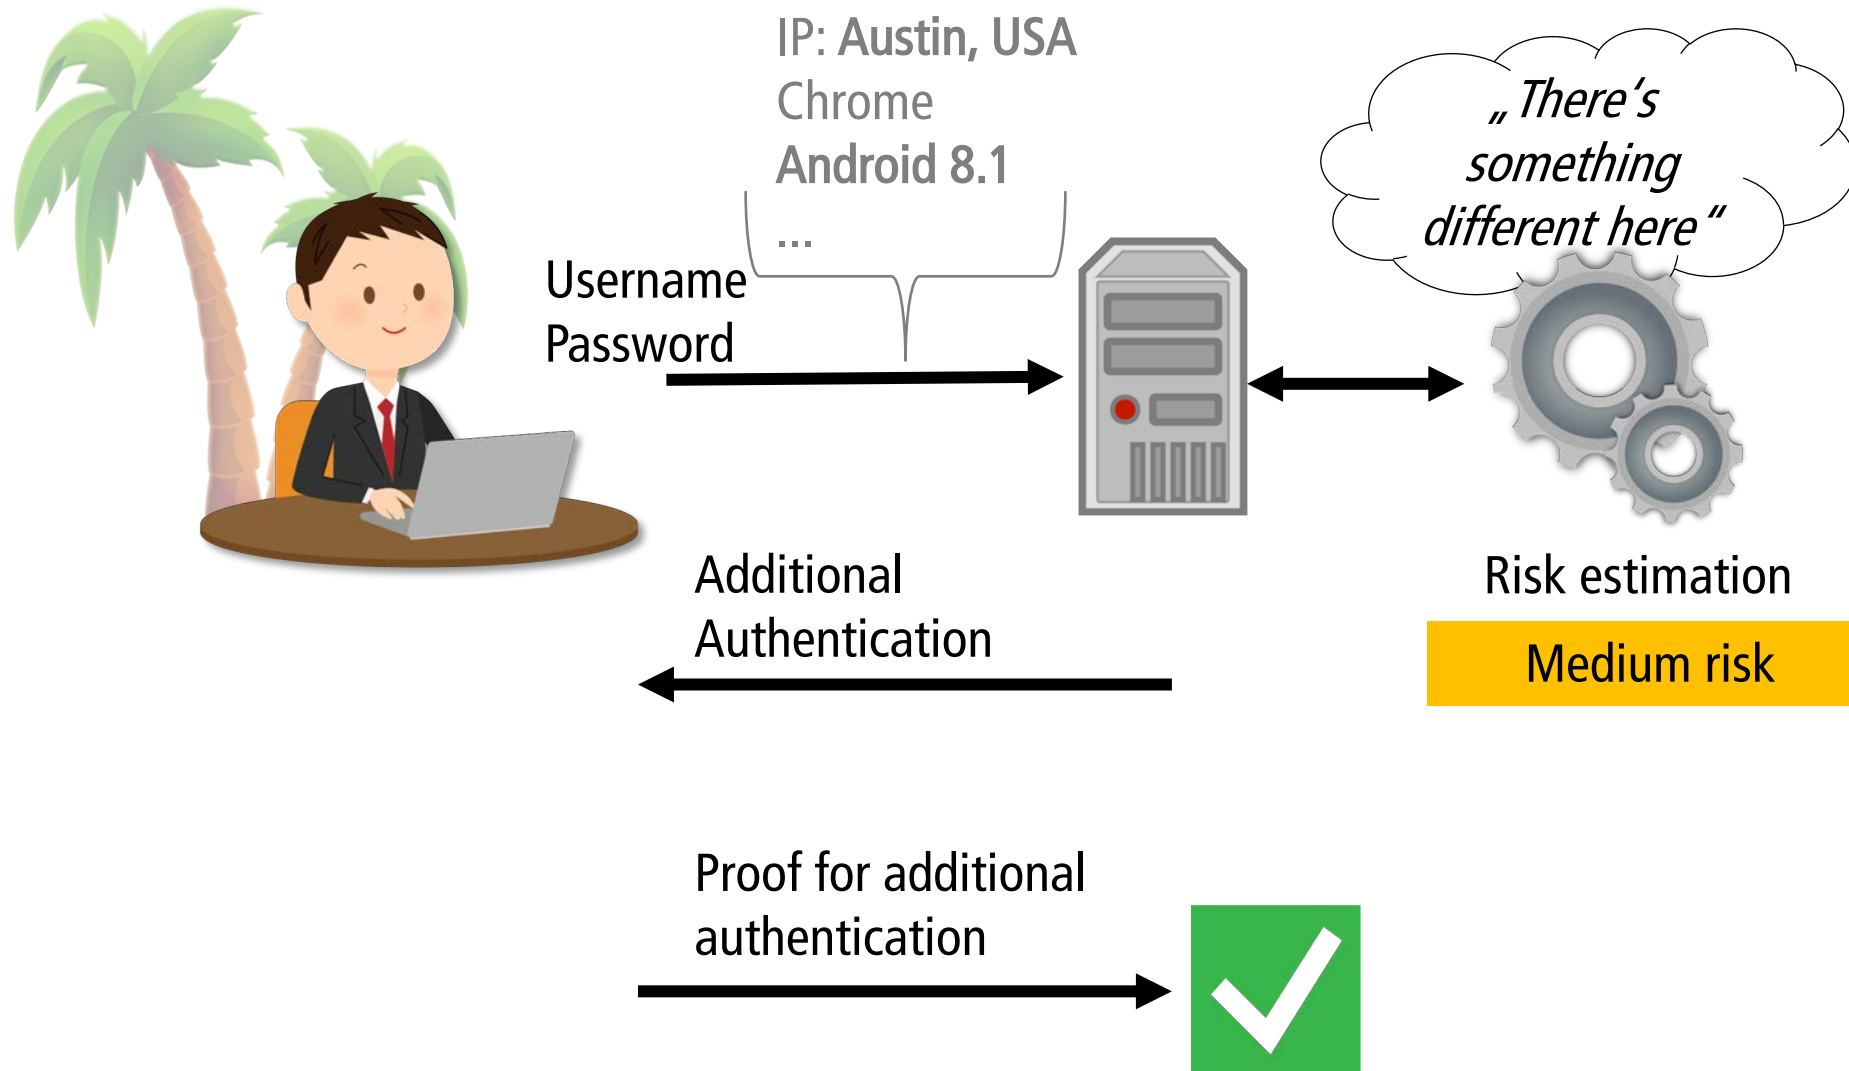 IP: Austin, USA
Chrome
Android 8.1
...
Username
Password
„There‘s
something
different here“
Additional
Authentication
Risk estimation
Medium risk
Proof for additional
authentication